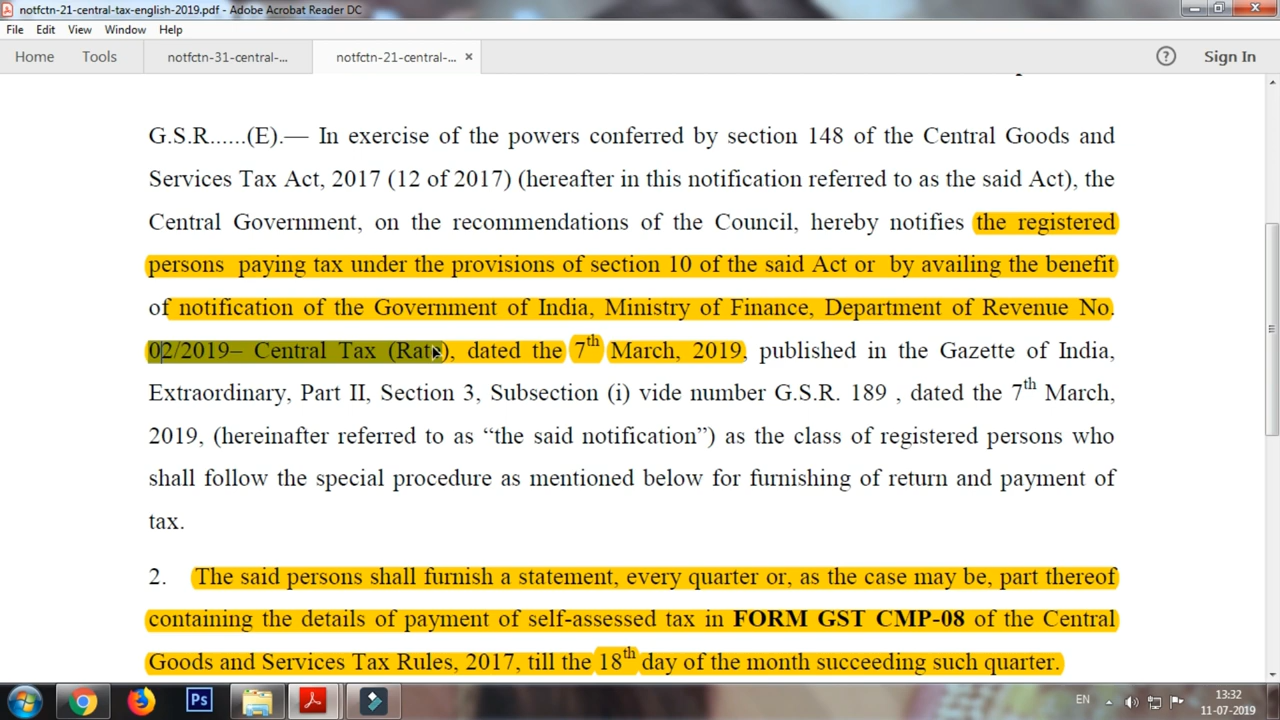 notfctn-21-central-tax-english-2019.pdf - Adobe Acrobat Reader DC
File Edit View Window Help
Home Tools notfctn-31-central-... notfctn-21-central-... × ? Sign In
G.S.R......(E).— In exercise of the powers conferred by section 148 of the Central Goods and
Services Tax Act, 2017 (12 of 2017) (hereafter in this notification referred to as the said Act), the
Central Government, on the recommendations of the Council, hereby notifies the registered
persons paying tax under the provisions of section 10 of the said Act or by availing the benefit
of notification of the Government of India, Ministry of Finance, Department of Revenue No.
02/2019– Central Tax (Rate), dated the 7th March, 2019, published in the Gazette of India,
Extraordinary, Part II, Section 3, Subsection (i) vide number G.S.R. 189 , dated the 7th March,
2019, (hereinafter referred to as “the said notification”) as the class of registered persons who
shall follow the special procedure as mentioned below for furnishing of return and payment of
tax.
2. The said persons shall furnish a statement, every quarter or, as the case may be, part thereof
containing the details of payment of self-assessed tax in FORM GST CMP-08 of the Central
Goods and Services Tax Rules, 2017, till the 18th day of the month succeeding such quarter.
Ps EN 13:32
11-07-2019